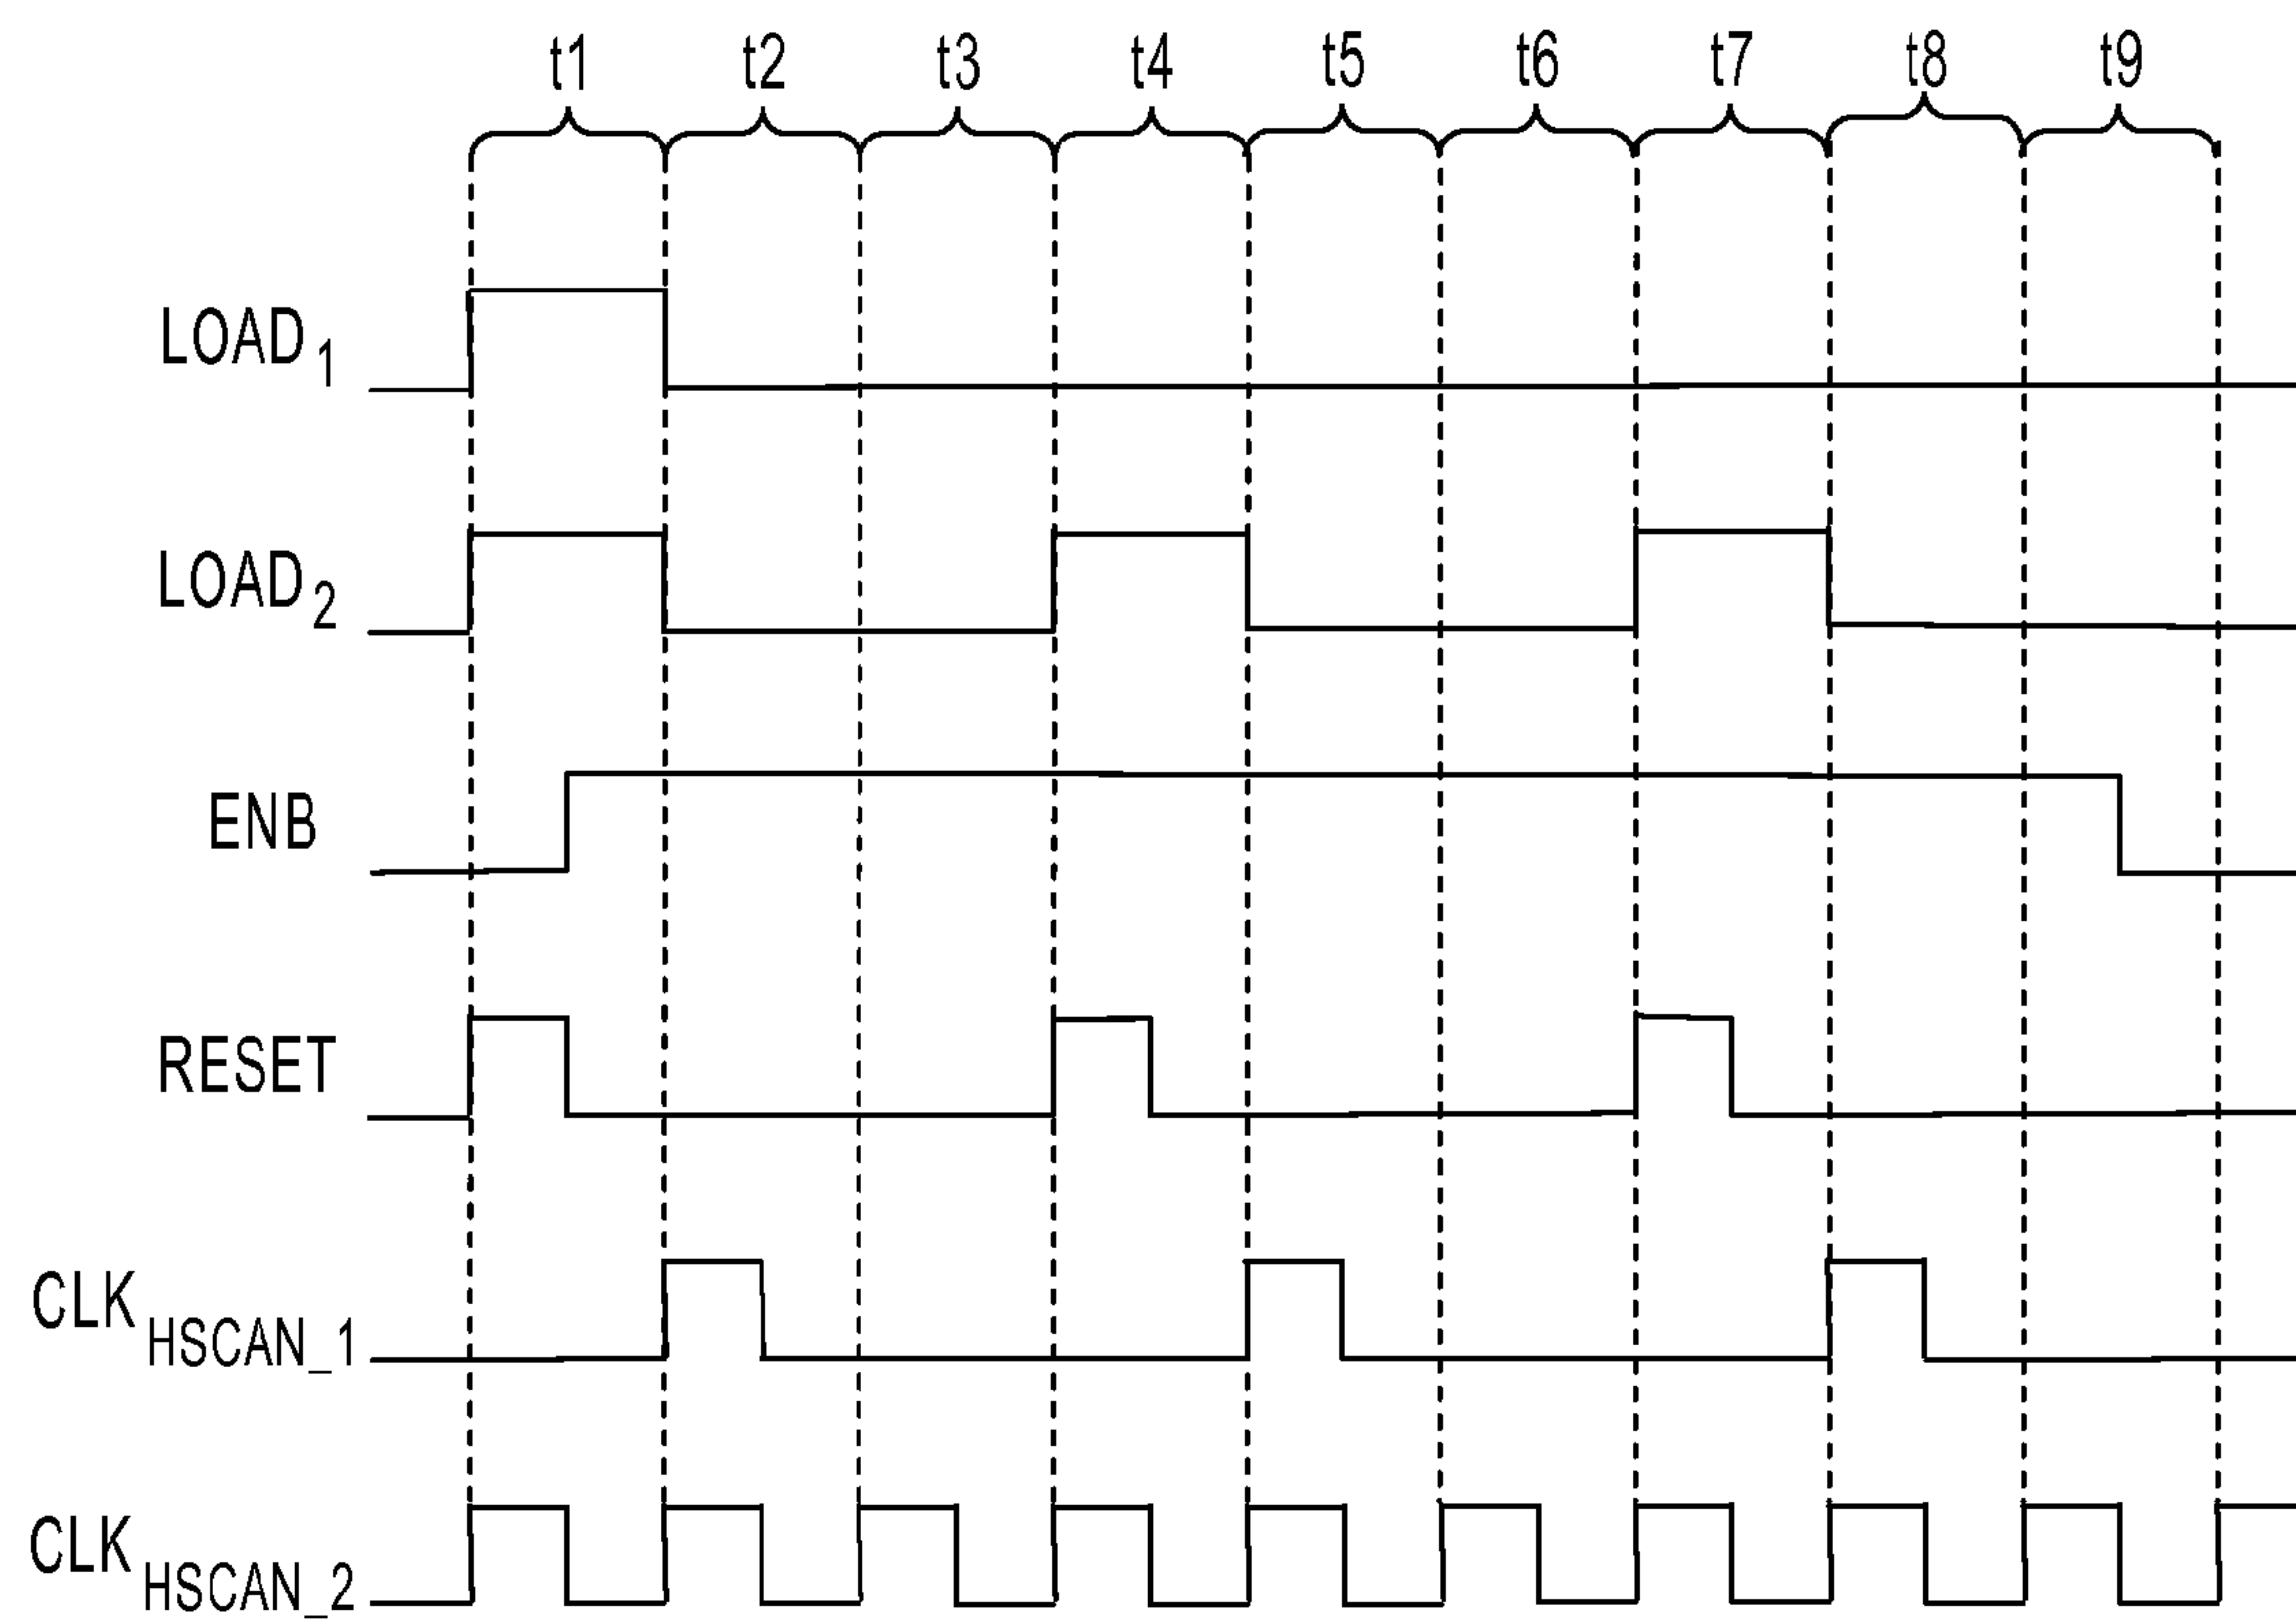 t1 t2 t3 t4 t5 t6 t7 t8 t9
LOAD1
LOAD2
ENB
RESET
CLKHSCAN_1
CLKHSCAN_2